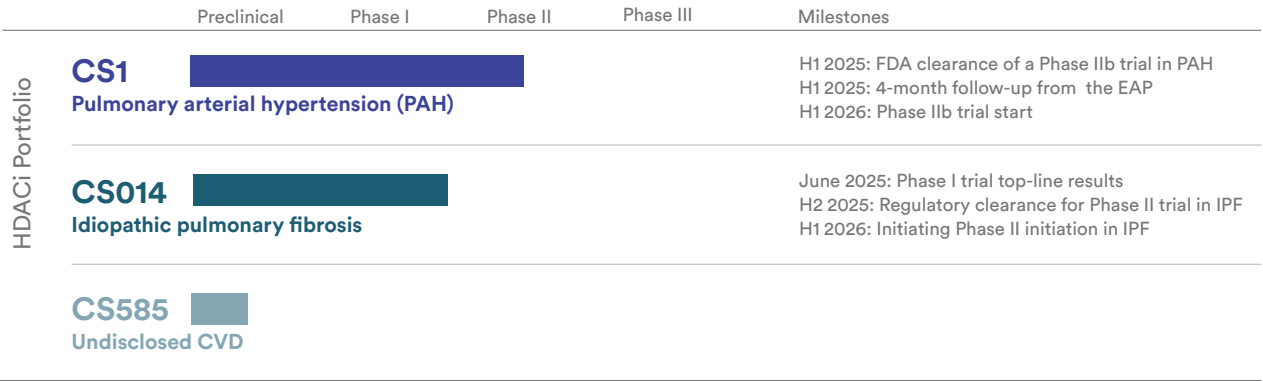 Preclinical Phase I Phase II Phase III Milestones
HDACi Portfolio
CS1
Pulmonary arterial hypertension (PAH)
H1 2025: FDA clearance of a Phase IIb trial in PAH
H1 2025: 4-month follow-up from the EAP
H1 2026: Phase IIb trial start
CS014
Idiopathic pulmonary fibrosis
June 2025: Phase I trial top-line results
H2 2025: Regulatory clearance for Phase II trial in IPF
H1 2026: Initiating Phase II initiation in IPF
CS585
Undisclosed CVD